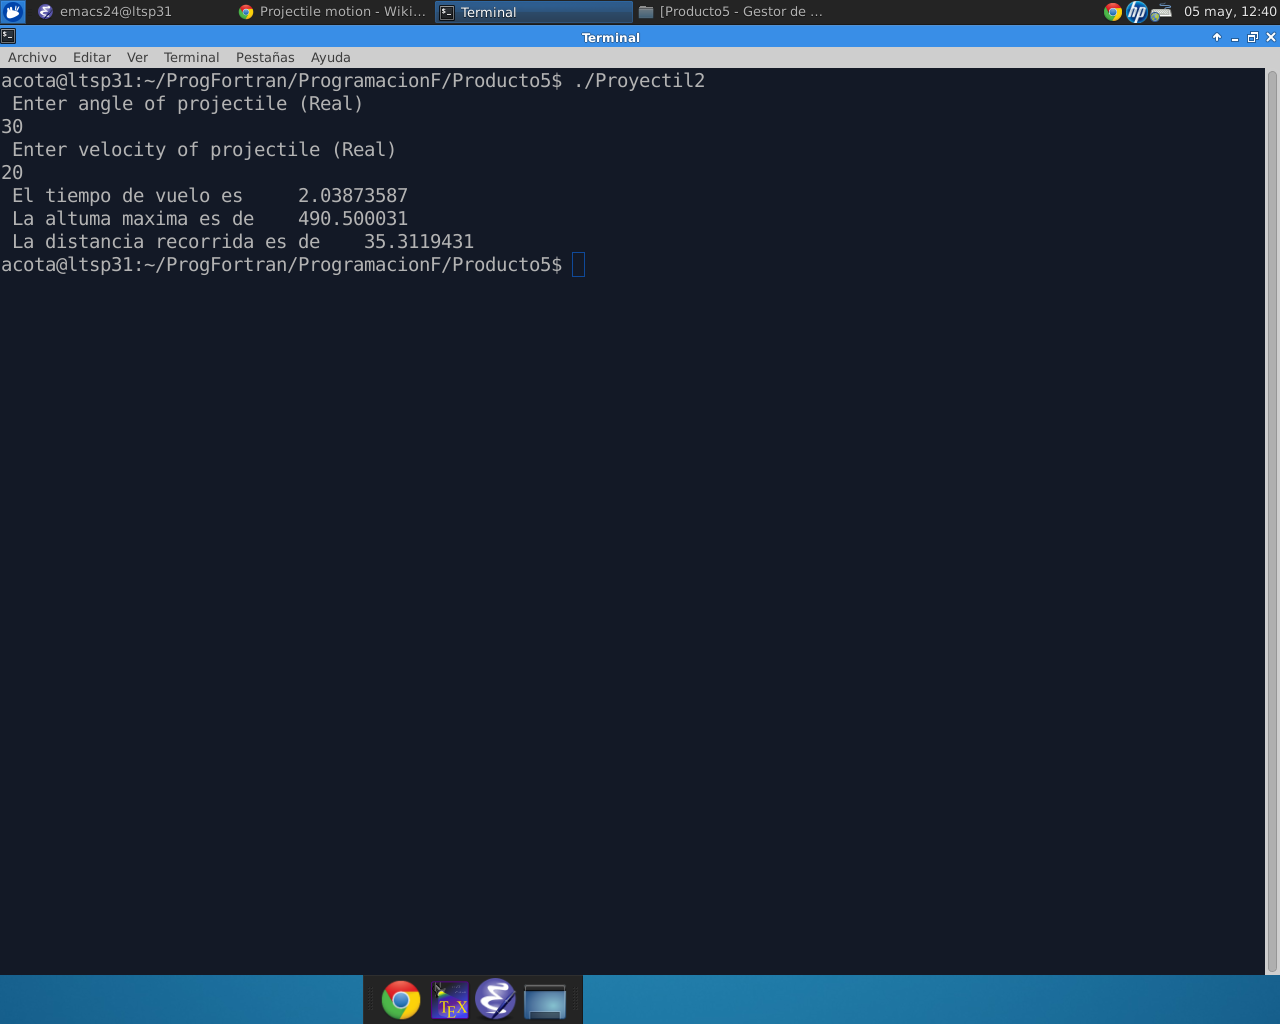 emacs24@ltsp31 Projectile motion - Wiki... Terminal [Producto5 - Gestor de ... hp 05 may, 12:40
Terminal
Archivo Editar Ver Terminal Pestañas Ayuda
acota@ltsp31:~/ProgFortran/ProgramacionF/Producto5$ ./Proyectil2
Enter angle of projectile (Real)
30
Enter velocity of projectile (Real)
20
El tiempo de vuelo es 2.03873587
La altuma maxima es de 490.500031
La distancia recorrida es de 35.3119431
acota@ltsp31:~/ProgFortran/ProgramacionF/Producto5$
TEX